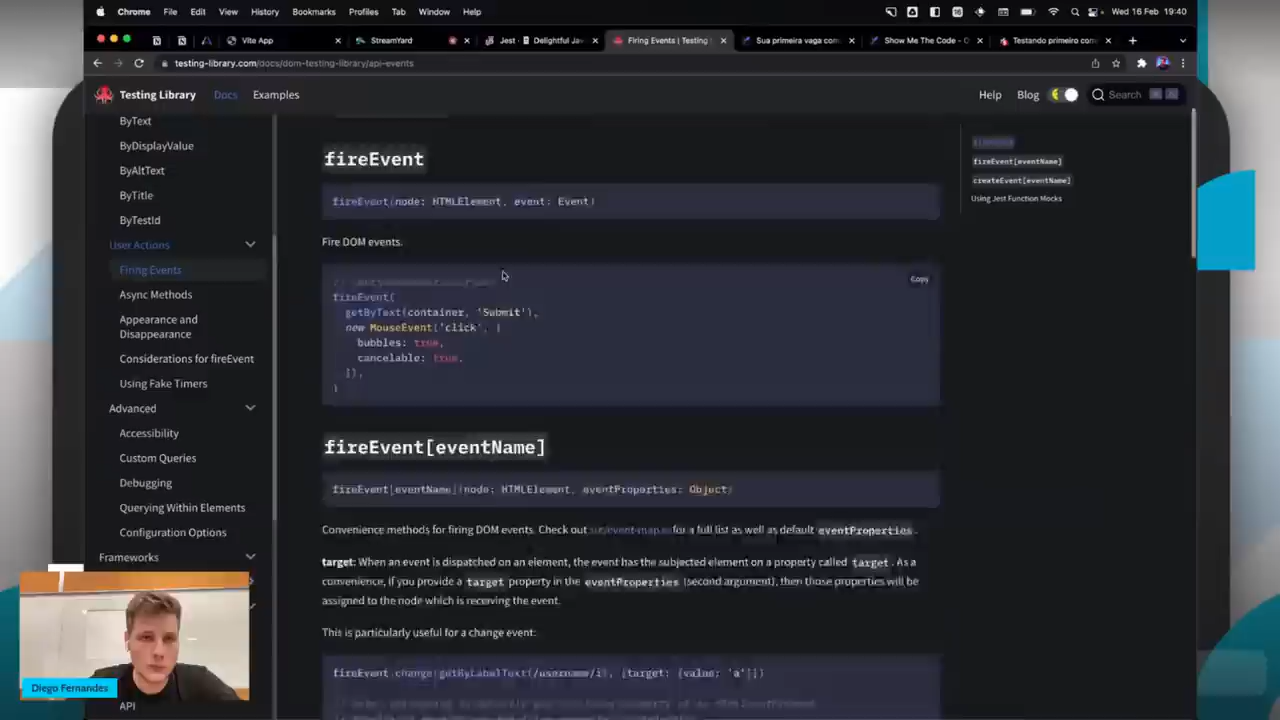 Chrome File Edit View History Bookmarks Profiles Tab Window Help
16 Wed 16 Feb 19:40
Vite App
StreamYard
Jest · Delightful Jav
Firing Events | Testing
Sua primeira vaga com
Show Me The Code - O
Testando primeiro com
testing-library.com/docs/dom-testing-library/api-events
Testing Library Docs Examples Help Blog Search
ByText
ByDisplayValue
ByAltText
ByTitle
ByTestId
User Actions
Firing Events
Async Methods
Appearance and
Disappearance
Considerations for fireEvent
Using Fake Timers
Advanced
Accessibility
Custom Queries
Debugging
Querying Within Elements
Configuration Options
Frameworks
API
fireEvent
fireEvent(node: HTMLElement, event: Event)
Fire DOM events.
Copy
fireEvent(
getByText(container, 'Submit'),
new MouseEvent('click', {
bubbles: true,
cancelable: true,
}),
)
fireEvent[eventName]
fireEvent[eventName](node: HTMLElement, eventProperties: Object)
Convenience methods for firing DOM events. Check out src/event-map.js for a full list as well as default eventProperties.
target: When an event is dispatched on an element, the event has the subjected element on a property called target. As a
convenience, if you provide a target property in the eventProperties (second argument), then those properties will be
assigned to the node which is receiving the event.
This is particularly useful for a change event:
fireEvent.change(getByLabelText(/username/i), {target: {value: 'a'}})
fireEvent
fireEvent[eventName]
createEvent[eventName]
Using Jest Function Mocks
Diego Fernandes